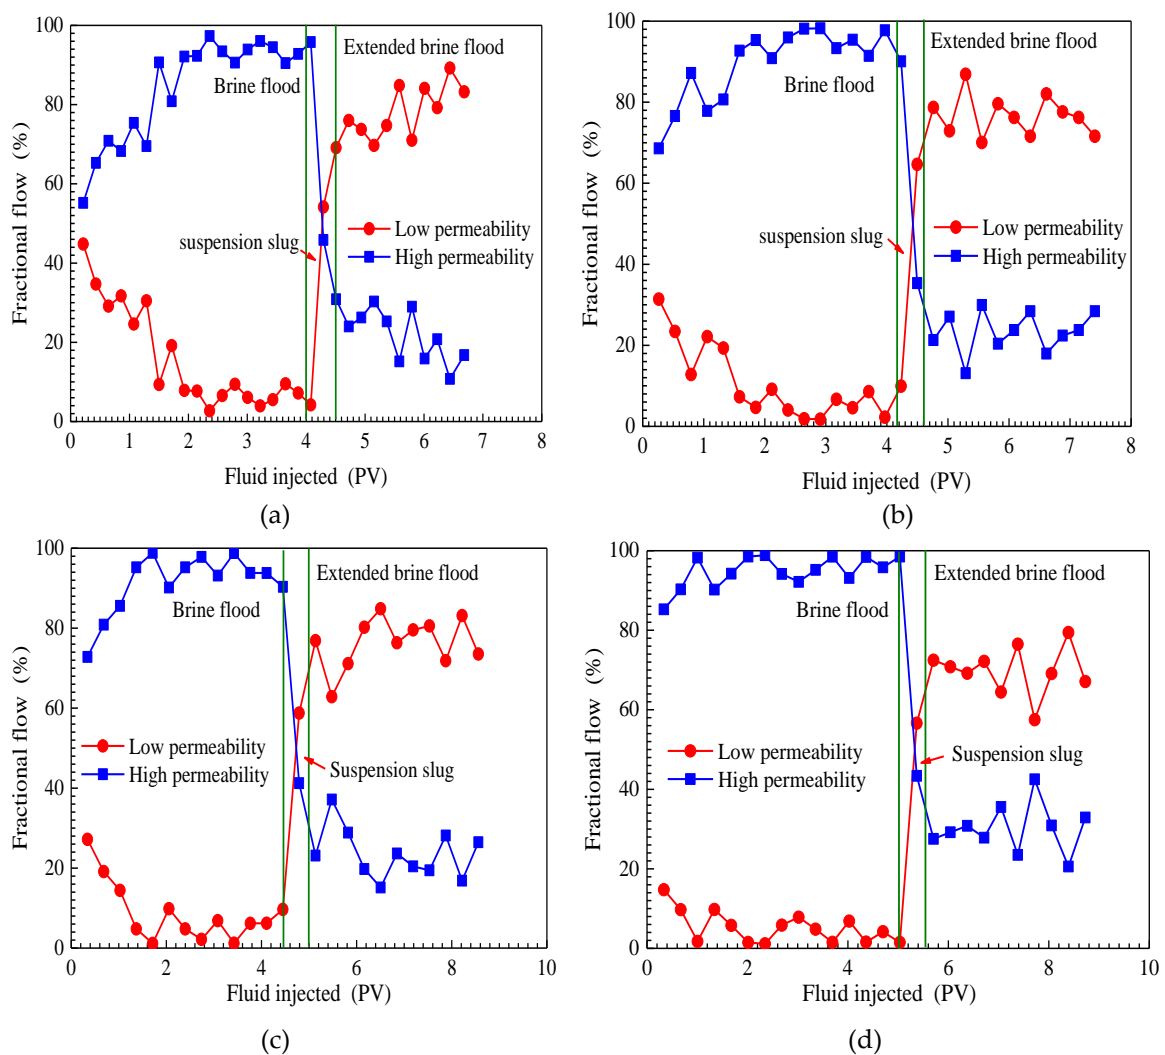 100
80
60
40
20
0
Fractional flow (%)
Extended brine flood
Brine flood
Low permeability
High permeability
suspension slug
0 1 2 3 4 5 6 7 8
Fluid injected (PV)
(a)
100
80
60
40
20
0
Fractional flow (%)
Extended brine flood
Brine flood
Low permeability
High permeability
suspension slug
0 1 2 3 4 5 6 7 8
Fluid injected (PV)
(b)
100
80
60
40
20
0
Fractional flow (%)
Extended brine flood
Brine flood
Low permeability
High permeability
Suspension slug
0 2 4 6 8 10
Fluid injected (PV)
(c)
100
80
60
40
20
0
Fractional flow (%)
Extended brine flood
Brine flood
Low permeability
High permeability
Suspension slug
0 2 4 6 8 10
Fluid injected (PV)
(d)